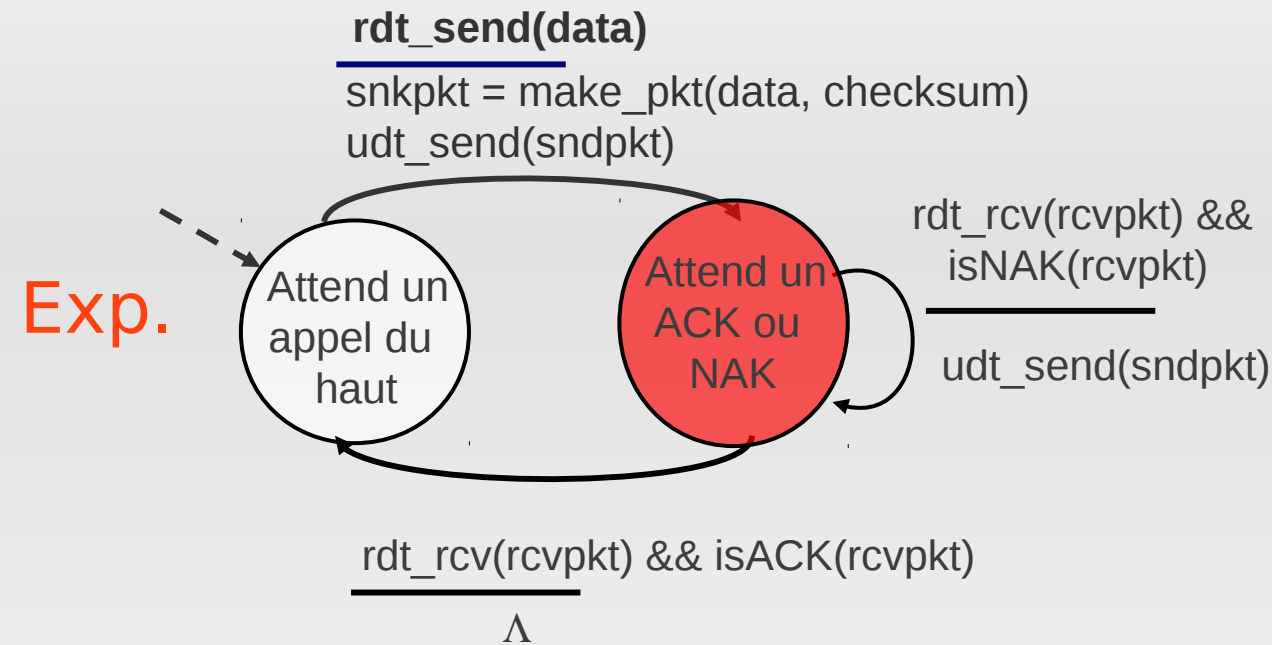 rdt_send(data)
snkpkt = make_pkt(data, checksum)
udt_send(sndpkt)
rdt_rcv(rcvpkt) &&
isNAK(rcvpkt)
udt_send(sndpkt)
Exp.
Attend un
appel du
haut
Attend un
ACK ou
NAK
rdt_rcv(rcvpkt) && isACK(rcvpkt)
Λ